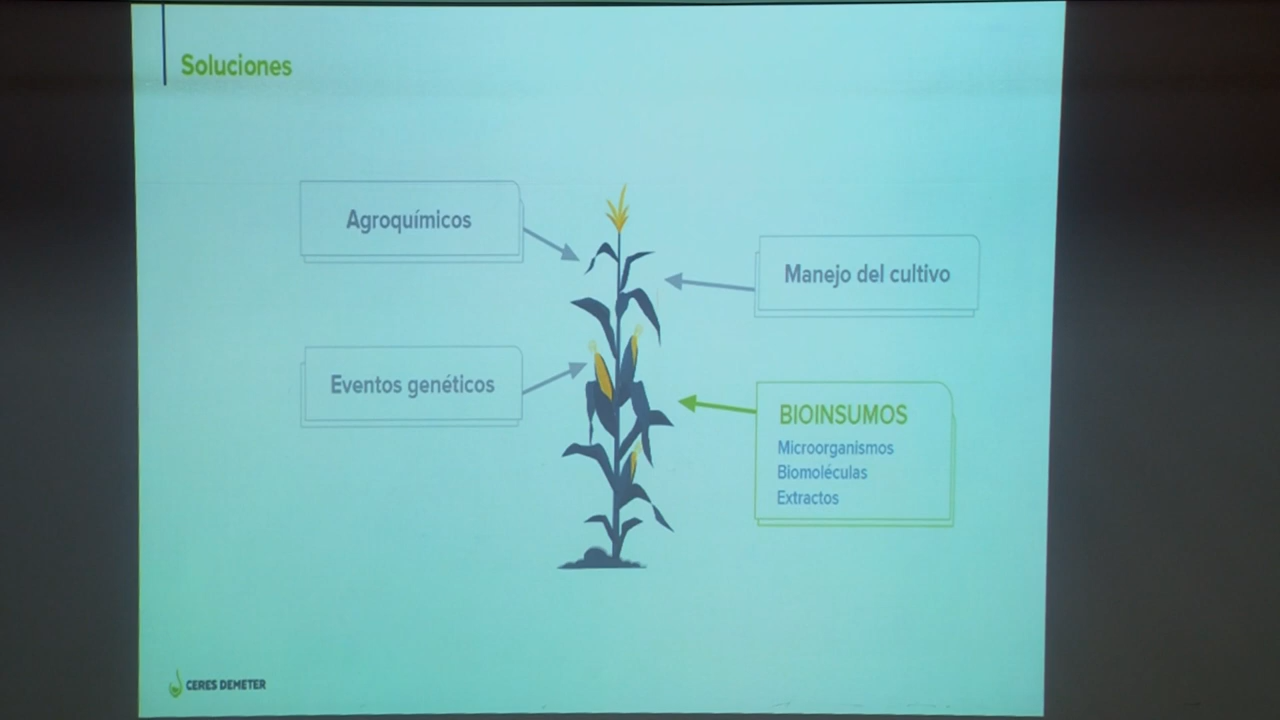 Soluciones
Agroquímicos
Manejo del cultivo
Eventos genéticos
BIOINSUMOS
Microorganismos
Biomoléculas
Extractos
CERES DEMETER